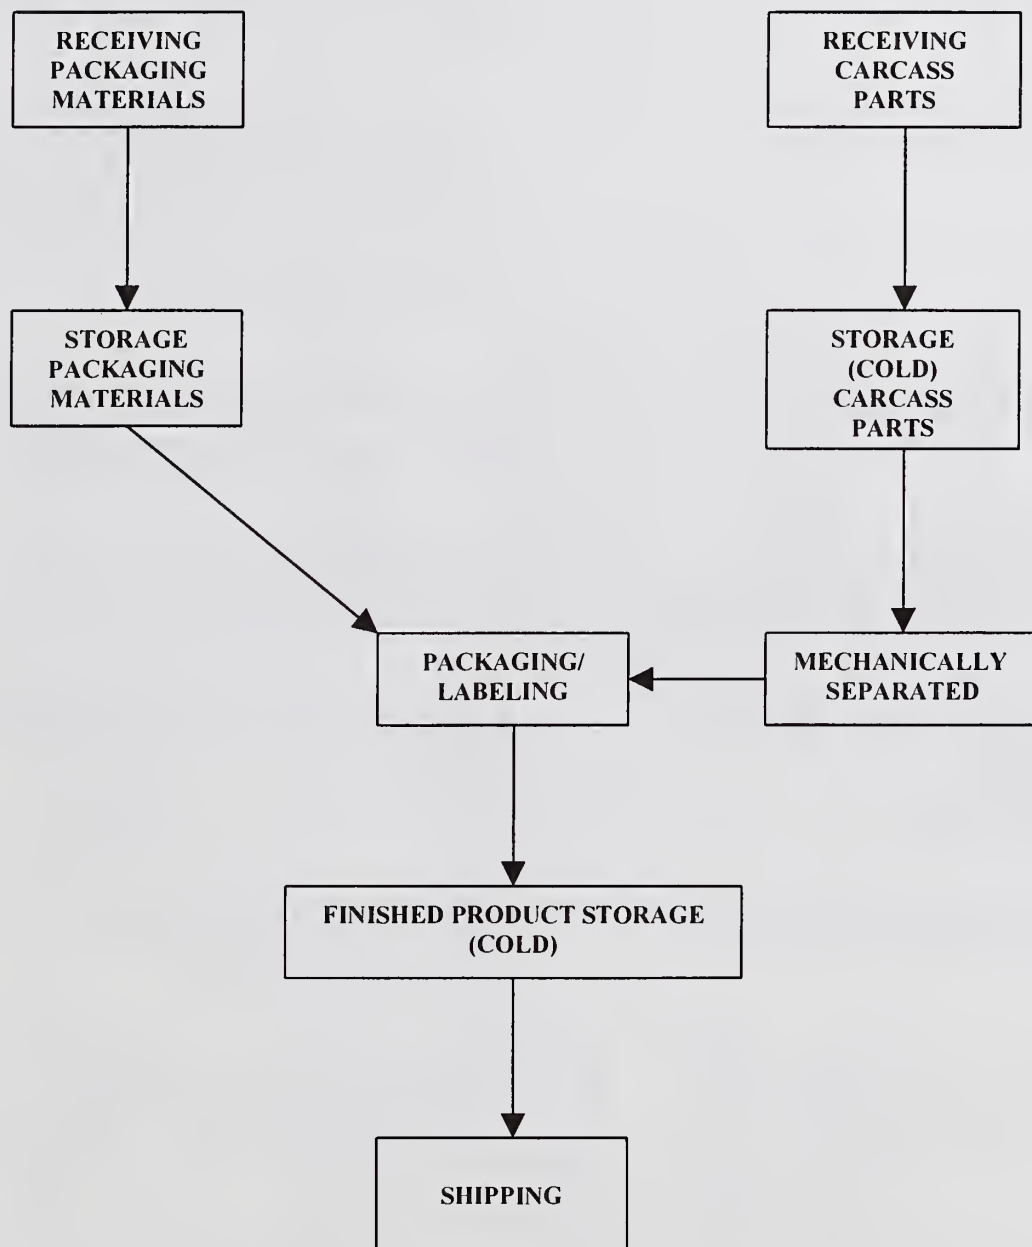 RECEIVING
PACKAGING
MATERIALS
RECEIVING
CARCASS
PARTS
STORAGE
PACKAGING
MATERIALS
STORAGE
(COLD)
CARCASS
PARTS
PACKAGING/
LABELING
MECHANICALLY
SEPARATED
FINISHED PRODUCT STORAGE
(COLD)
SHIPPING